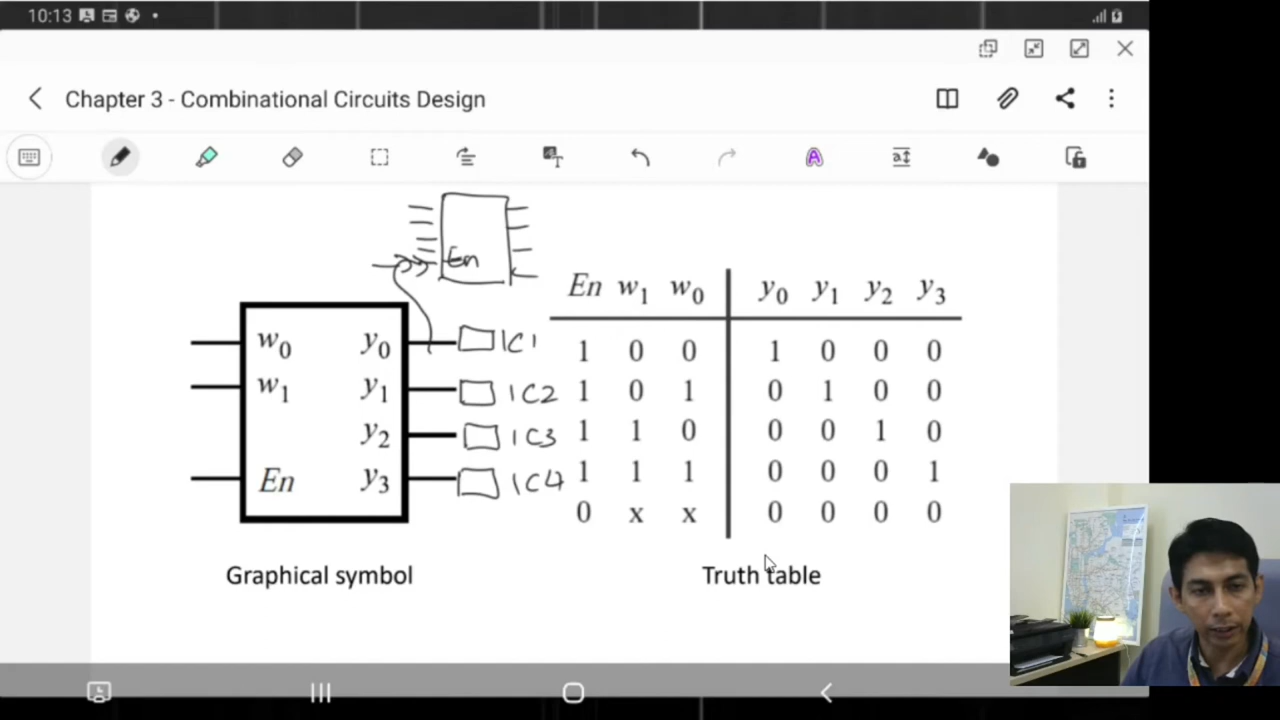 10:13
Chapter 3 - Combinational Circuits Design
En
w0 y0 IC1
w1 y1 IC2
y2 IC3
En y3 IC4
Graphical symbol
En w1 w0 y0 y1 y2 y3
1 0 0 1 0 0 0
1 0 1 0 1 0 0
1 1 0 0 0 1 0
1 1 1 0 0 0 1
0 x x 0 0 0 0
Truth table